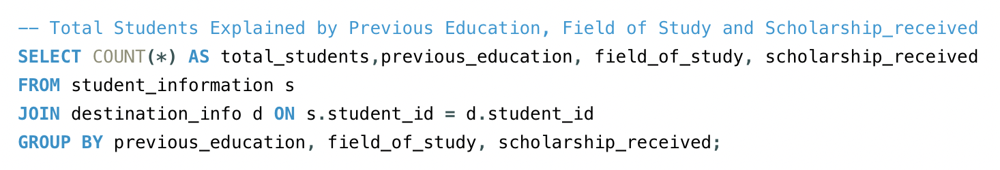 -- Total Students Explained by Previous Education, Field of Study and Scholarship_received
SELECT COUNT(*) AS total_students,previous_education, field_of_study, scholarship_received
FROM student_information s
JOIN destination_info d ON s.student_id = d.student_id
GROUP BY previous_education, field_of_study, scholarship_received;